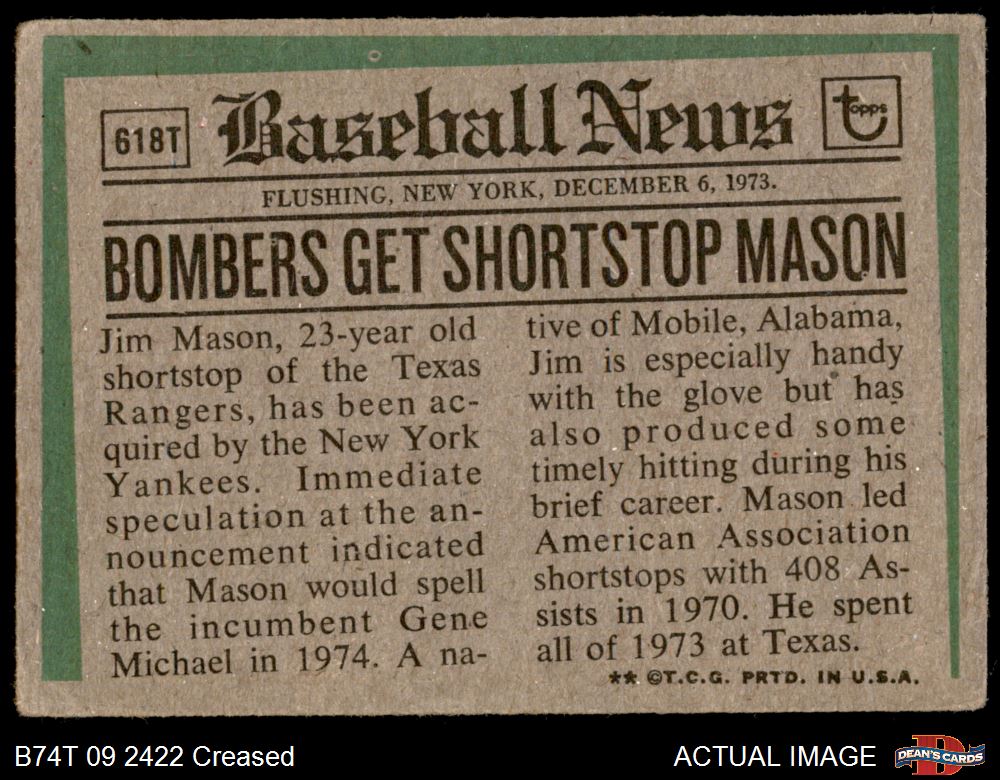 618T
Baseball News
topps
FLUSHING, NEW YORK, DECEMBER 6, 1973.
BOMBERS GET SHORTSTOP MASON
Jim Mason, 23-year old
shortstop of the Texas
Rangers, has been ac-
quired by the New York
Yankees. Immediate
speculation at the an-
nouncement indicated
that Mason would spell
the incumbent Gene
Michael in 1974. A na-
tive of Mobile, Alabama,
Jim is especially handy
with the glove but has
also produced some
timely hitting during his
brief career. Mason led
American Association
shortstops with 408 As-
sists in 1970. He spent
all of 1973 at Texas.
** ©T.C.G. PRTD. IN U.S.A.
B74T 09 2422 Creased
ACTUAL IMAGE
D
DEAN'S CARDS